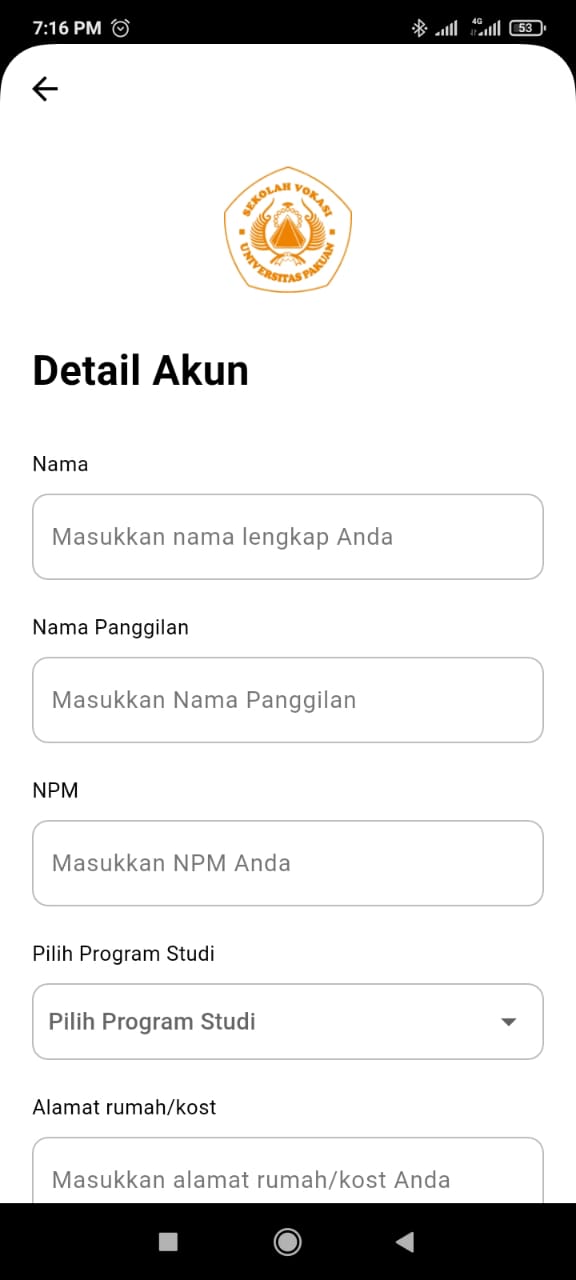 7:16 PM
4G
53
SEKOLAH VOKASI
UNIVERSITAS PAKUAN
Detail Akun
Nama
Masukkan nama lengkap Anda
Nama Panggilan
Masukkan Nama Panggilan
NPM
Masukkan NPM Anda
Pilih Program Studi
Pilih Program Studi
Alamat rumah/kost
Masukkan alamat rumah/kost Anda